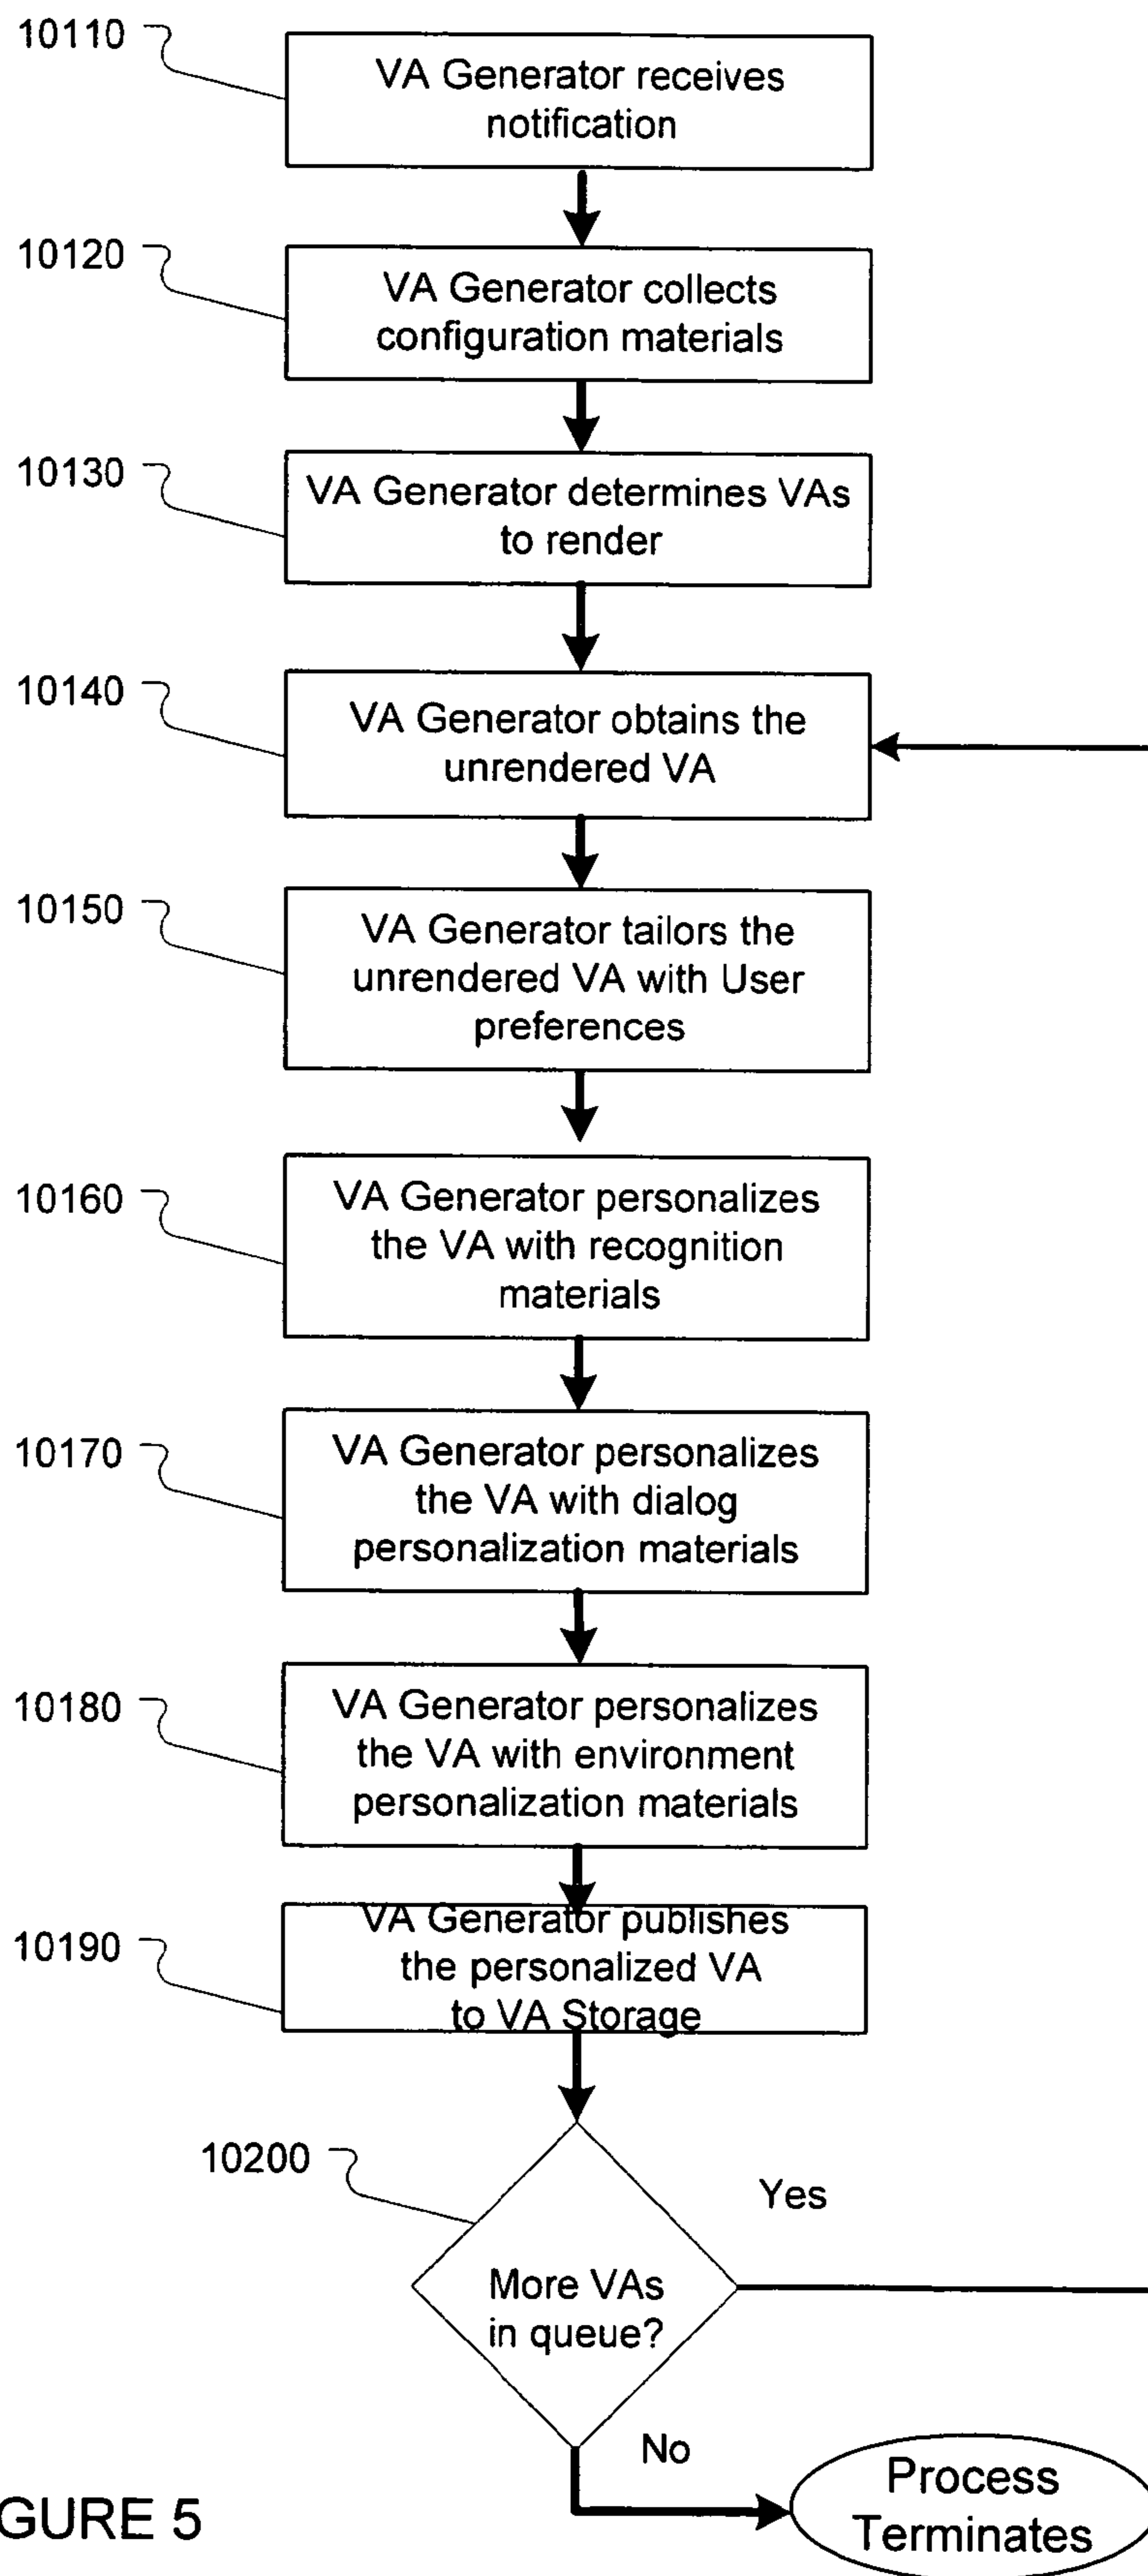 10110
VA Generator receives
notification
10120
VA Generator collects
configuration materials
10130
VA Generator determines VAs
to render
10140
VA Generator obtains the
unrendered VA
10150
VA Generator tailors the
unrendered VA with User
preferences
10160
VA Generator personalizes
the VA with recognition
materials
10170
VA Generator personalizes
the VA with dialog
personalization materials
10180
VA Generator personalizes
the VA with environment
personalization materials
10190
VA Generator publishes
the personalized VA
to VA Storage
10200
Yes
More VAs
in queue?
No
Process
Terminates
GURE 5